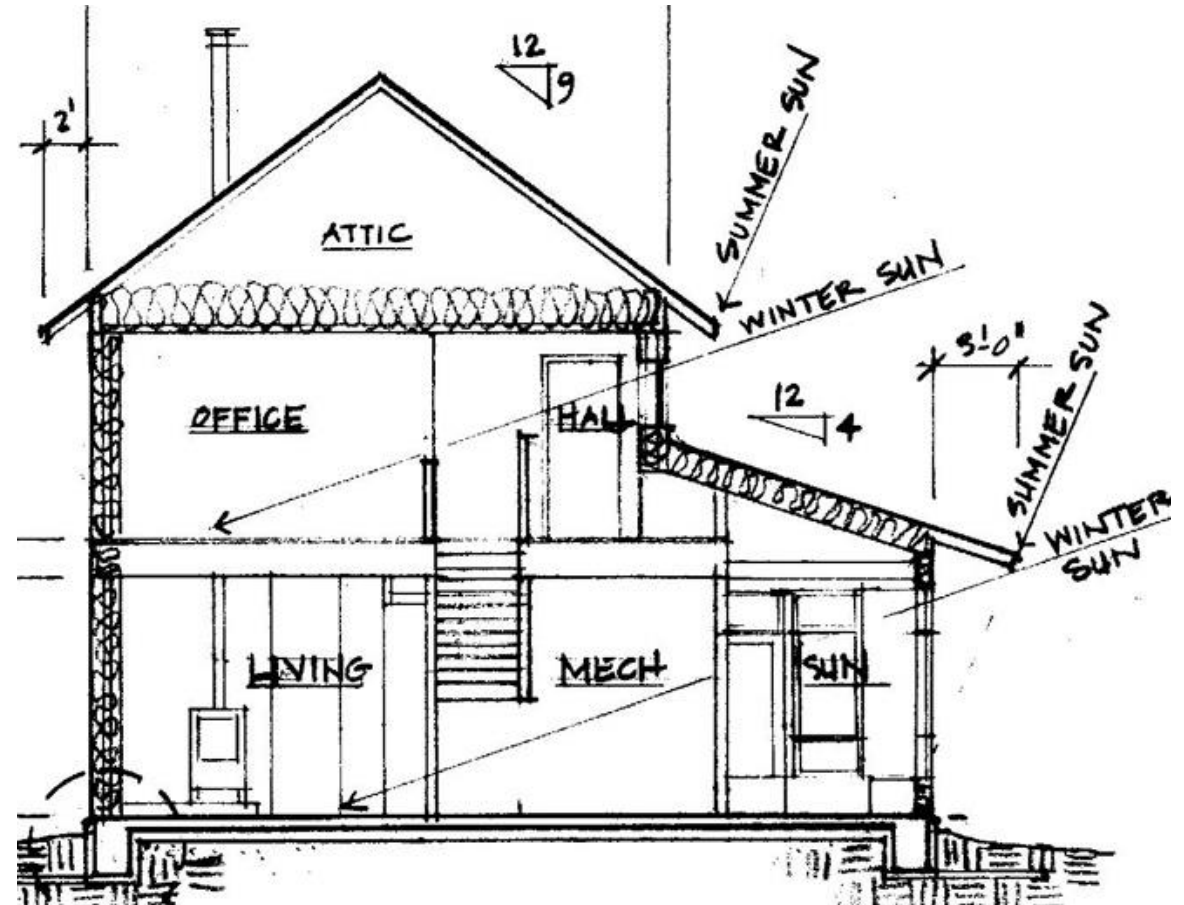 12
9
2'
SUMMER SUN
ATTIC
WINTER SUN
3'-0"
12
4
SUMMER SUN
OFFICE
HALL
WINTER
SUN
LIVING
MECH
SUN